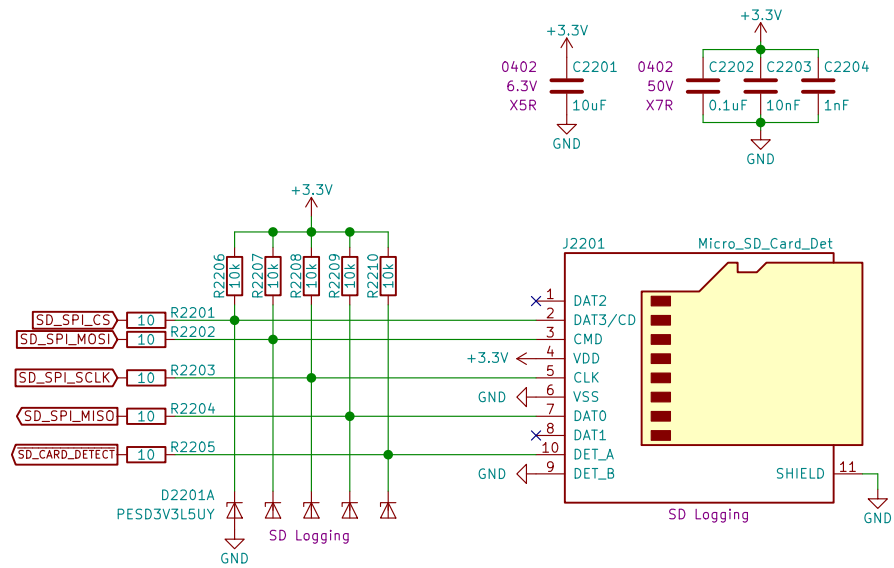 +3.3V
+3.3V
0402 C2201
6.3V
X5R 10uF
GND
0402 C2202 C2203 C2204
50V
X7R 0.1uF 10nF 1nF
GND
+3.3V
R2206 10k
R2207 10k
R2208 10k
R2209 10k
R2210 10k
J2201 Micro_SD_Card_Det
SD_SPI_CS 10 R2201
SD_SPI_MOSI 10 R2202
SD_SPI_SCLK 10 R2203
SD_SPI_MISO 10 R2204
SD_CARD_DETECT 10 R2205
1 DAT2
2 DAT3/CD
3 CMD
+3.3V 4 VDD
5 CLK
GND 6 VSS
7 DAT0
8 DAT1
10 DET_A
GND 9 DET_B
SHIELD 11
GND
D2201A
PESD3V3L5UY
SD Logging
GND
SD Logging